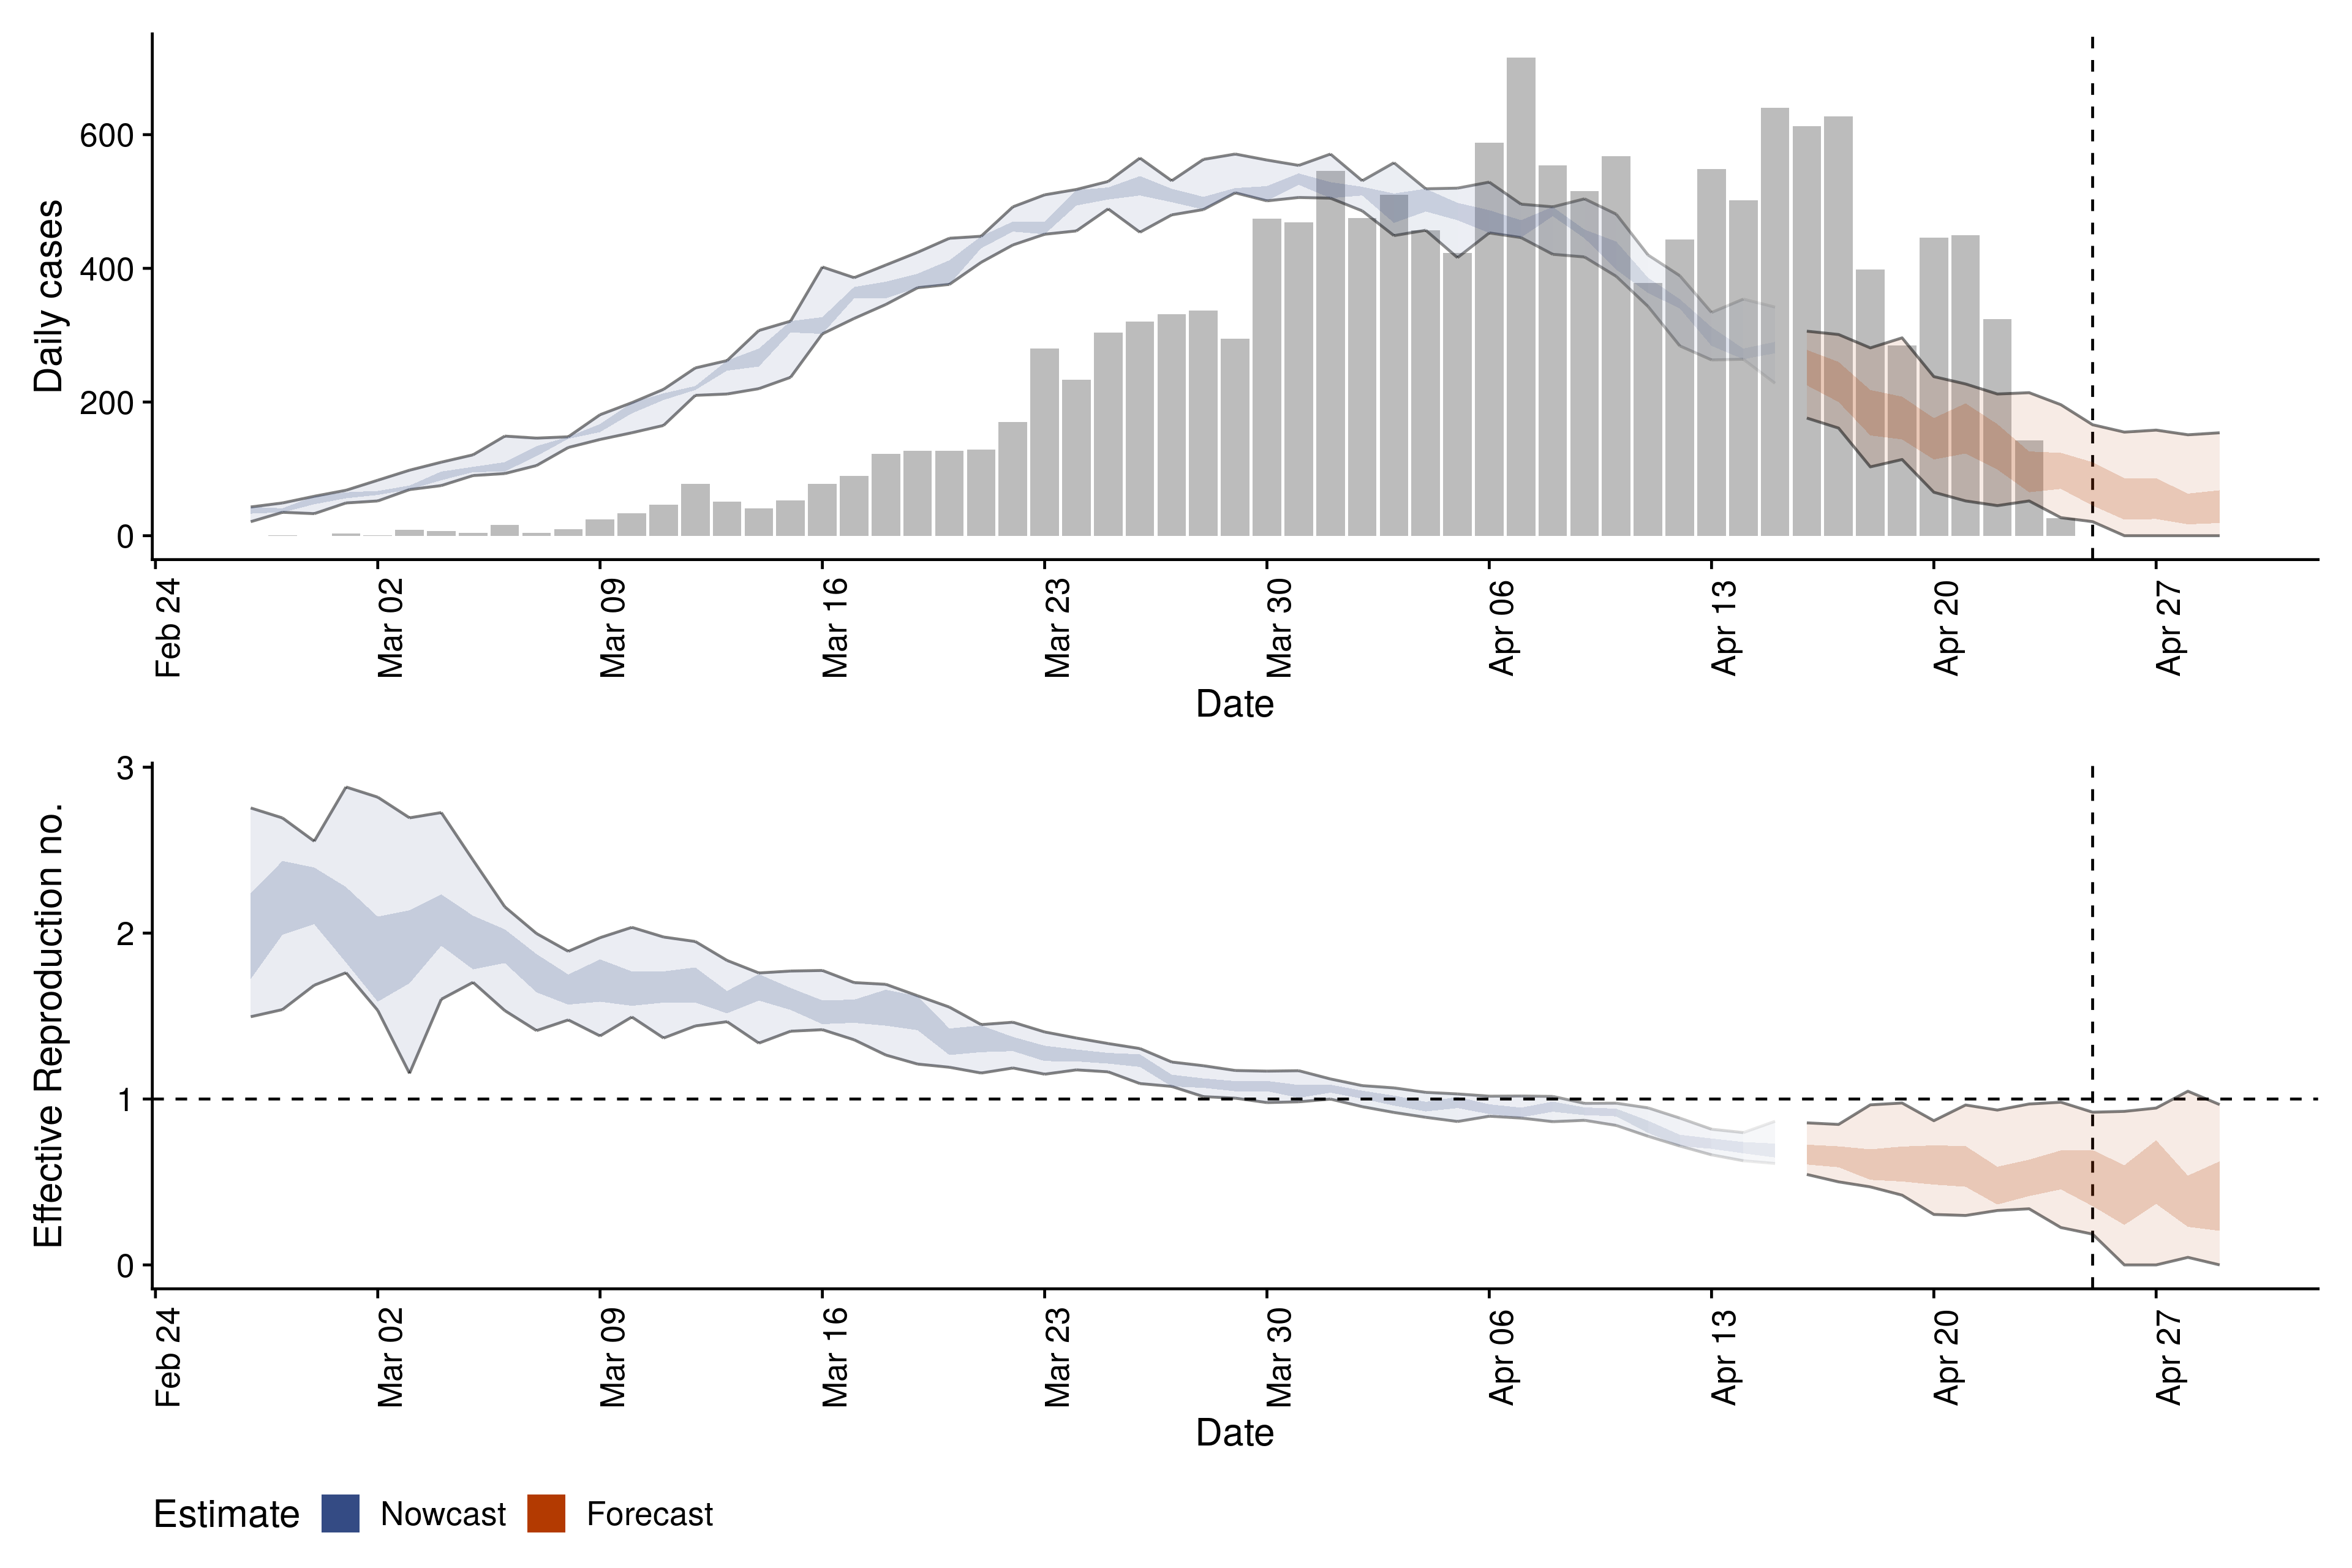 Daily cases
600
400
200
0
Feb 24
Mar 02
Mar 09
Mar 16
Mar 23
Mar 30
Apr 06
Apr 13
Apr 20
Apr 27
Date
Effective Reproduction no.
3
2
1
0
Feb 24
Mar 02
Mar 09
Mar 16
Mar 23
Mar 30
Apr 06
Apr 13
Apr 20
Apr 27
Date
Estimate Nowcast Forecast